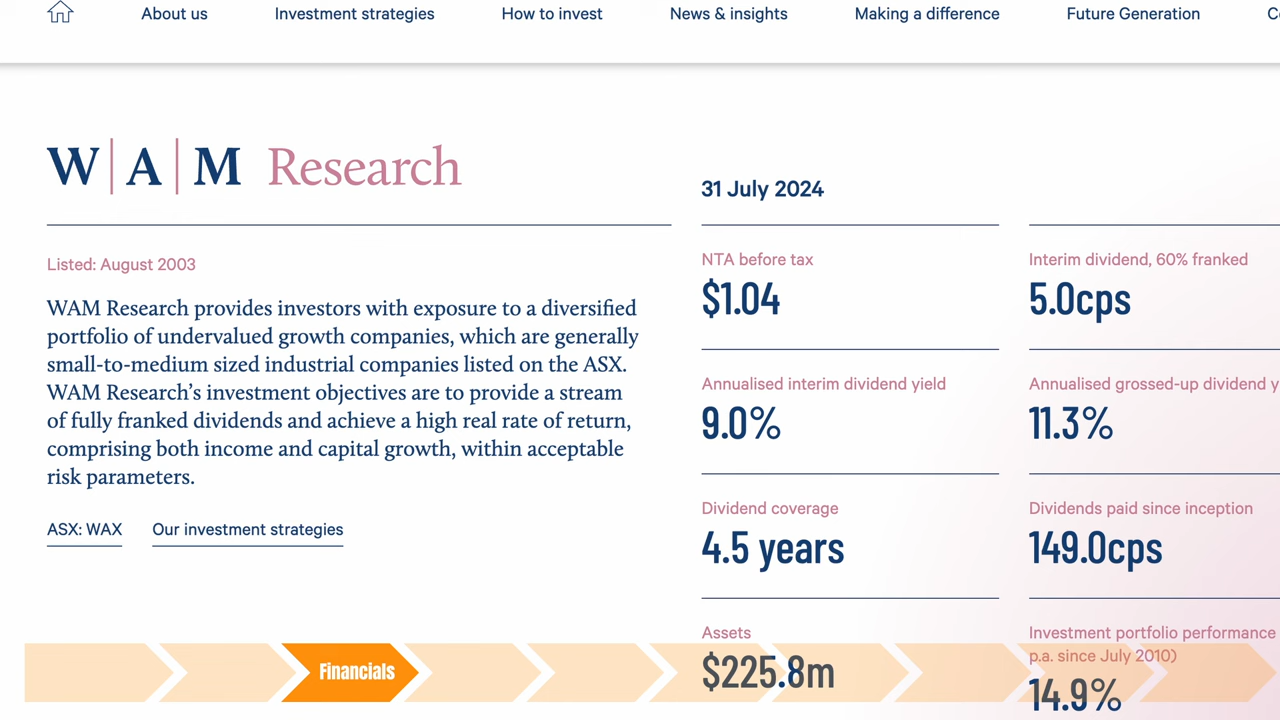 About us
Investment strategies
How to invest
News & insights
Making a difference
Future Generation
W|A|M Research
31 July 2024
Listed: August 2003
WAM Research provides investors with exposure to a diversified
portfolio of undervalued growth companies, which are generally
small-to-medium sized industrial companies listed on the ASX.
WAM Research’s investment objectives are to provide a stream
of fully franked dividends and achieve a high real rate of return,
comprising both income and capital growth, within acceptable
risk parameters.
ASX: WAX
Our investment strategies
NTA before tax
$1.04
Interim dividend, 60% franked
5.0cps
Annualised interim dividend yield
9.0%
Annualised grossed-up dividend y
11.3%
Dividend coverage
4.5 years
Dividends paid since inception
149.0cps
Assets
$225.8m
Investment portfolio performance
p.a. since July 2010)
14.9%
Financials